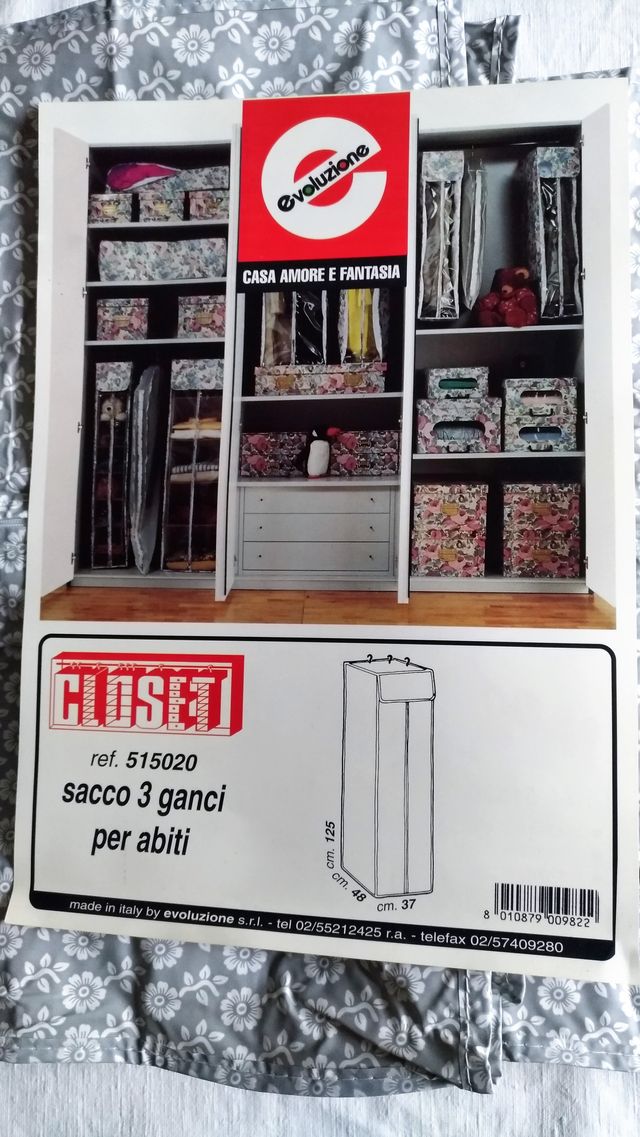 evoluzione
CASA AMORE E FANTASIA
CLOSET
ref. 515020
sacco 3 ganci
per abiti
cm. 125
cm. 48
cm. 37
8 010879 009822
made in italy by evoluzione s.r.l. - tel 02/55212425 r.a. - telefax 02/57409280